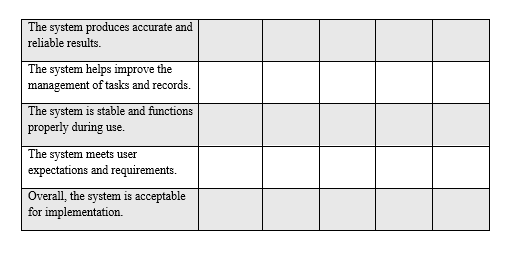 The system produces accurate and
reliable results.
The system helps improve the
management of tasks and records.
The system is stable and functions
properly during use.
The system meets user
expectations and requirements.
Overall, the system is acceptable
for implementation.